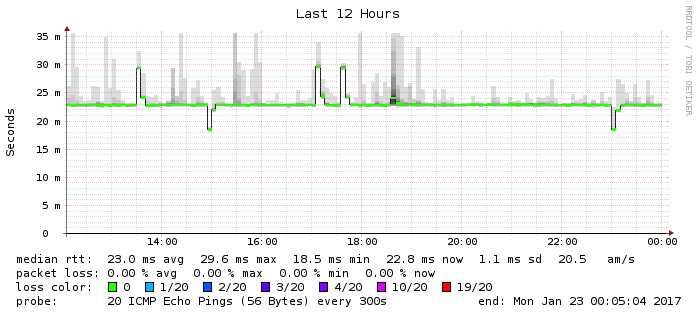 Last 12 Hours
RRDTOOL / TOBI OETIKER
Seconds
35 m
30 m
25 m
20 m
15 m
10 m
5 m
0
14:00 16:00 18:00 20:00 22:00 00:00
median rtt: 23.0 ms avg 29.6 ms max 18.5 ms min 22.8 ms now 1.1 ms sd 20.5 am/s
packet loss: 0.00 % avg 0.00 % max 0.00 % min 0.00 % now
loss color: 0 1/20 2/20 3/20 4/20 10/20 19/20
probe: 20 ICMP Echo Pings (56 Bytes) every 300s end: Mon Jan 23 00:05:04 2017